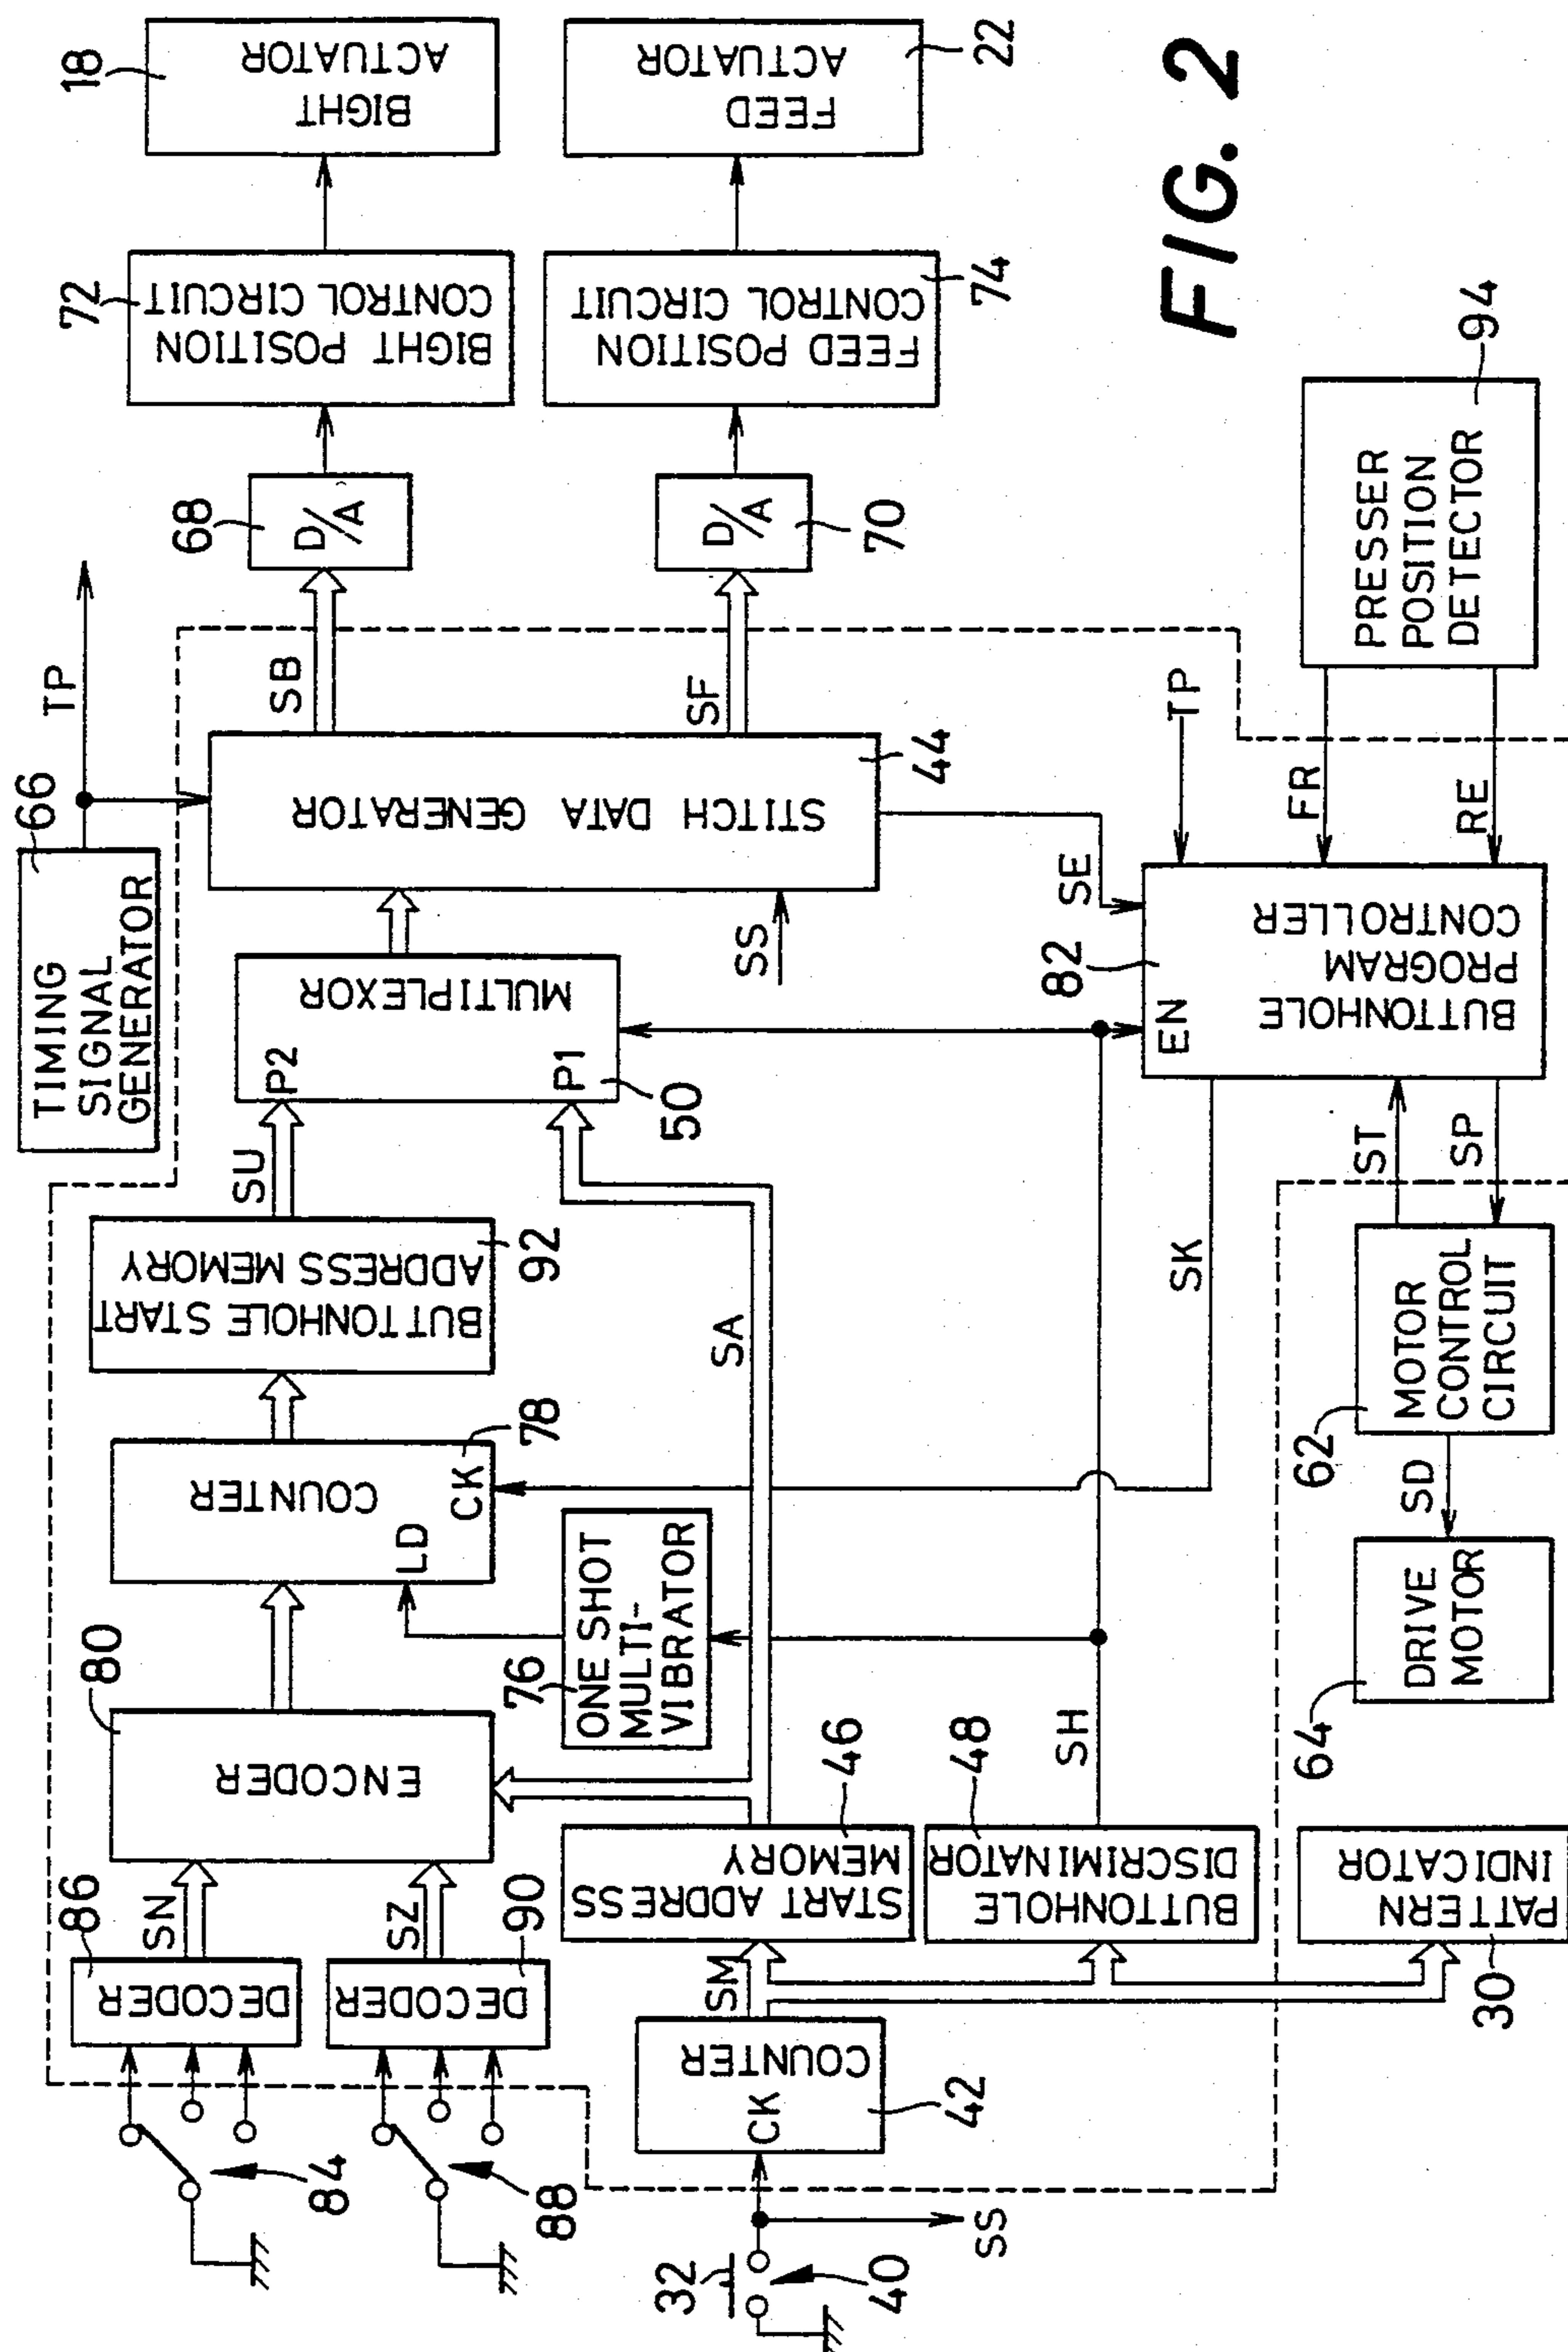 FIG. 2
TIMING
SIGNAL
GENERATOR
66
TP
84
88
DECODER
86
SN
DECODER
90
SZ
ENCODER
80
COUNTER
LD
CK
78
BUTTONHOLE START
ADDRESS MEMORY
92
SU
P2
P1
MULTIPLEXOR
50
STITCH DATA GENERATOR
44
SS
SB
SF
SE
D/A
68
D/A
70
BIGHT POSITION
CONTROL CIRCUIT
72
FEED POSITION
CONTROL CIRCUIT
74
BIGHT
ACTUATOR
18
FEED
ACTUATOR
22
ONE SHOT
MULTI-
VIBRATOR
76
SA
32
40
SS
COUNTER
CK
42
SM
START ADDRESS
MEMORY
46
BUTTONHOLE
DISCRIMINATOR
48
SH
PATTERN
INDICATOR
30
SK
82
EN
BUTTONHOLE
PROGRAM
CONTROLLER
TP
FR
RE
PRESSER
POSITION
DETECTOR
94
ST
SP
MOTOR
CONTROL
CIRCUIT
62
SD
DRIVE
MOTOR
64